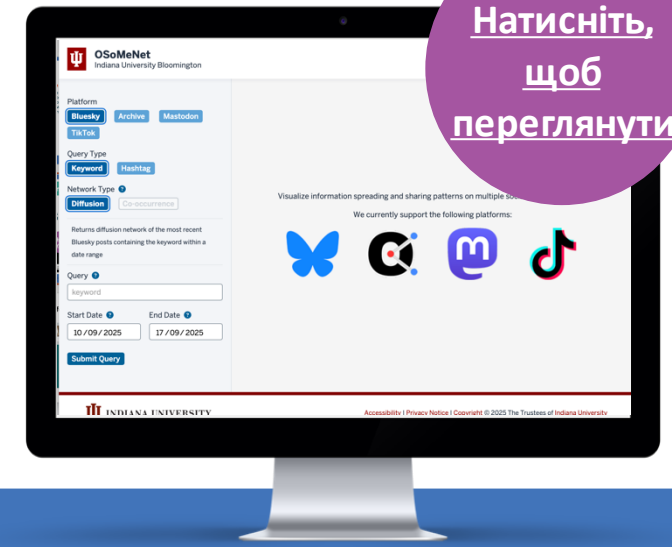 Натисніть,
щоб
переглянути
OSoMeNet
Indiana University Bloomington
Platform
Bluesky Archive Mastodon
TikTok
Query Type
Keyword Hashtag
Network Type
Diffusion Co-occurrence
Returns diffusion network of the most recent
Bluesky posts containing the keyword within a
date range
Query
keyword
Start Date End Date
10/09/2025 17/09/2025
Submit Query
Visualize information spreading and sharing patterns on multiple
We currently support the following platforms:
INDIANA UNIVERSITY
Accessibility | Privacy Notice | Copyright © 2025 The Trustees of Indiana University